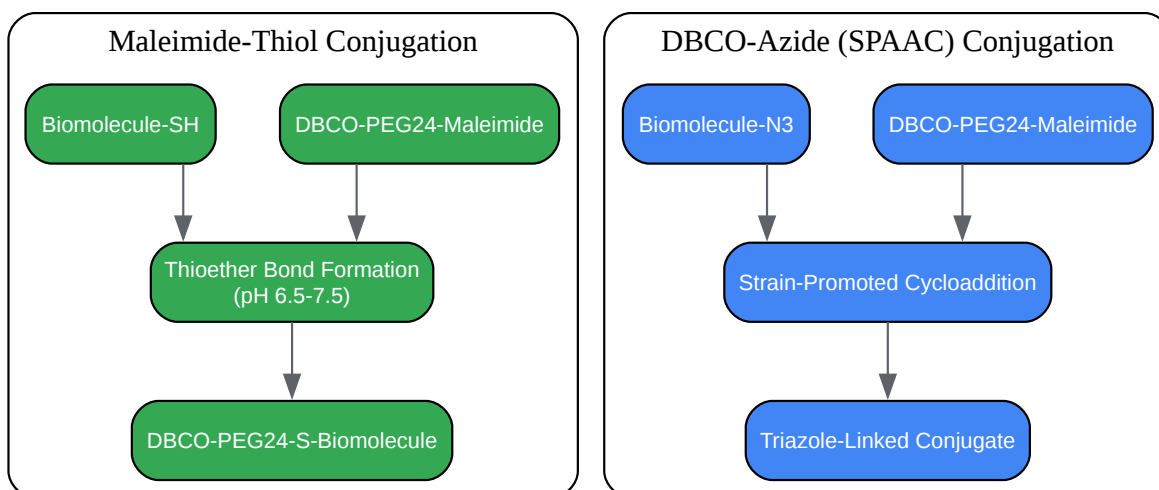 Maleimide-Thiol Conjugation
Biomolecule-SH
DBCO-PEG24-Maleimide
Thioether Bond Formation
(pH 6.5-7.5)
DBCO-PEG24-S-Biomolecule
DBCO-Azide (SPAAC) Conjugation
Biomolecule-N3
DBCO-PEG24-Maleimide
Strain-Promoted Cycloaddition
Triazole-Linked Conjugate